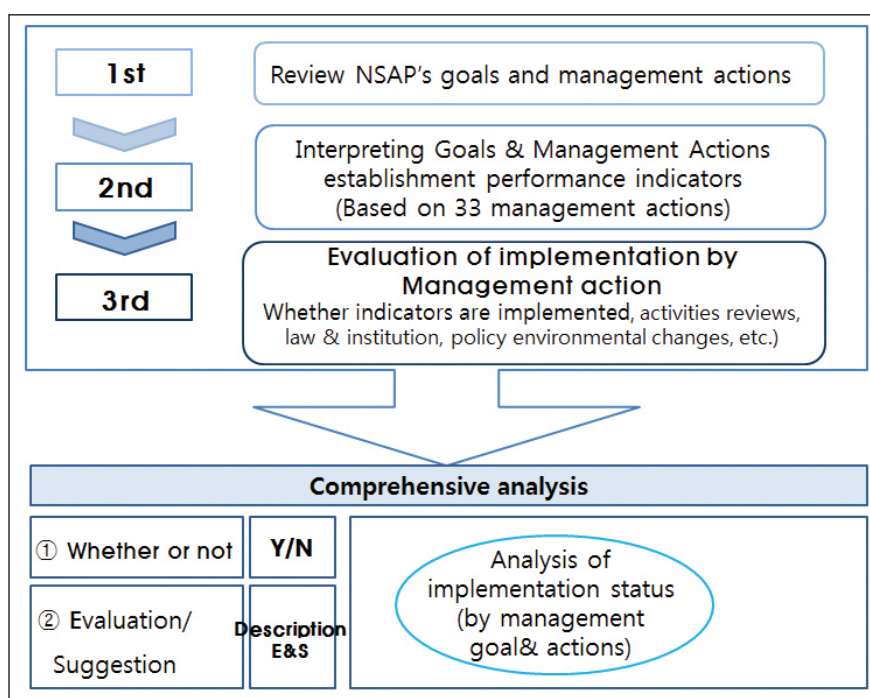 1st
Review NSAP's goals and management actions
2nd
Interpreting Goals & Management Actions
establishment performance indicators
(Based on 33 management actions)
3rd
Evaluation of implementation by
Management action
Whether indicators are implemented, activities reviews,
law & institution, policy environmental changes, etc.)
Comprehensive analysis
① Whether or not
Y/N
② Evaluation/
Suggestion
Description
E&S
Analysis of
implementation status
(by management
goal& actions)